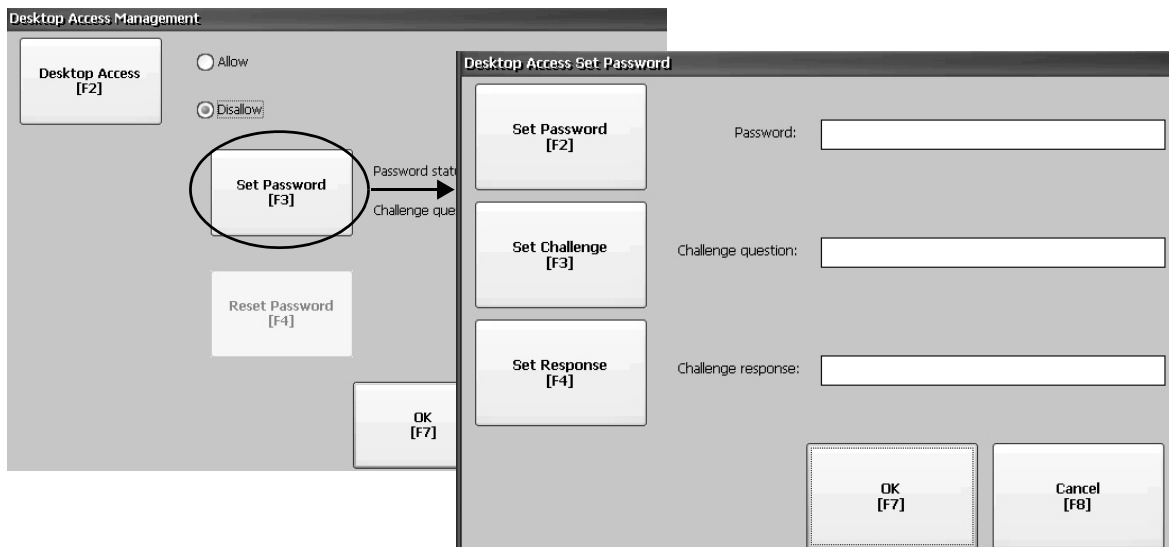 Desktop Access Management
Desktop Access
[F2]
Allow
Disallow
Set Password
[F3]
Password
Challenge
Reset Password
[F4]
OK
[F7]
Desktop Access Set Password
Set Password
[F2]
Password:
Set Challenge
[F3]
Challenge question:
Set Response
[F4]
Challenge response:
OK
[F7]
Cancel
[F8]